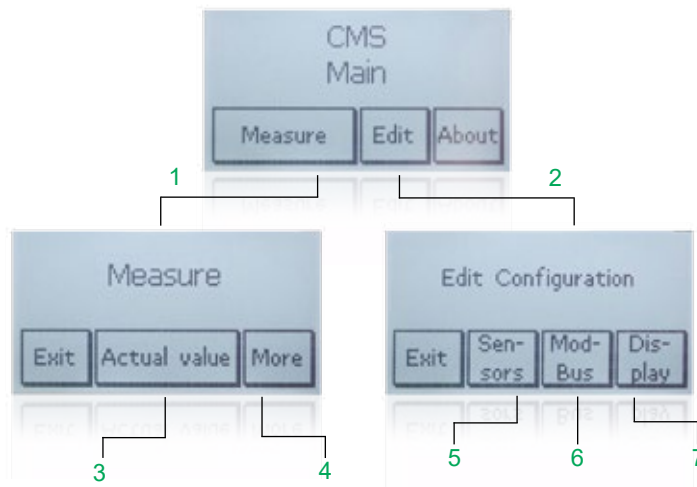 CMS
Main
Measure Edit About
1 2
Measure
Exit Actual value More
Edit Configuration
Exit Sen-
sors Mod-
Bus Dis-
play
3 4
5 6 7